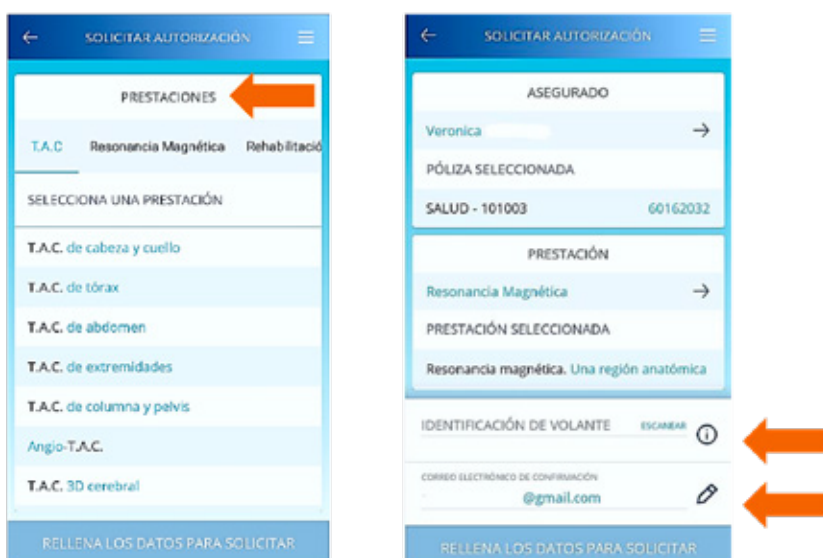 SOLICITAR AUTORIZACIÓN
PRESTACIONES
T.A.C Resonancia Magnética Rehabilitació
SELECCIONA UNA PRESTACIÓN
T.A.C. de cabeza y cuello
T.A.C. de tórax
T.A.C. de abdomen
T.A.C. de extremidades
T.A.C. de columna y pelvis
Angio-T.A.C.
T.A.C. 3D cerebral
RELLENA LOS DATOS PARA SOLICITAR
SOLICITAR AUTORIZACIÓN
ASEGURADO
Veronica
PÓLIZA SELECCIONADA
SALUD - 101003 60162032
PRESTACIÓN
Resonancia Magnética
PRESTACIÓN SELECCIONADA
Resonancia magnética. Una región anatómica
IDENTIFICACIÓN DE VOLANTE ESCANEAR
CORREO ELECTRÓNICO DE CONFIRMACIÓN
@gmail.com
RELLENA LOS DATOS PARA SOLICITAR